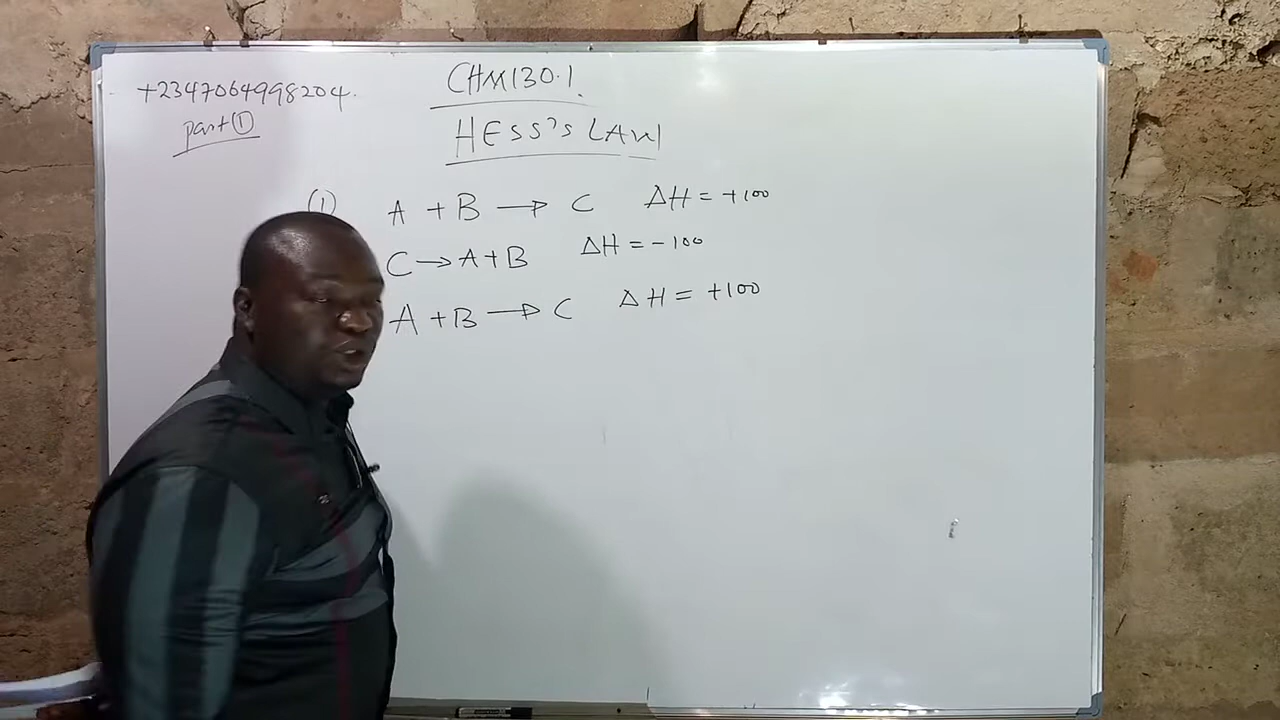 +2347064998204.
part (1)
CHM130.1.
HESS'S LAW
(1) A + B → C ΔH = +100
C → A + B ΔH = -100
A + B → C ΔH = +100